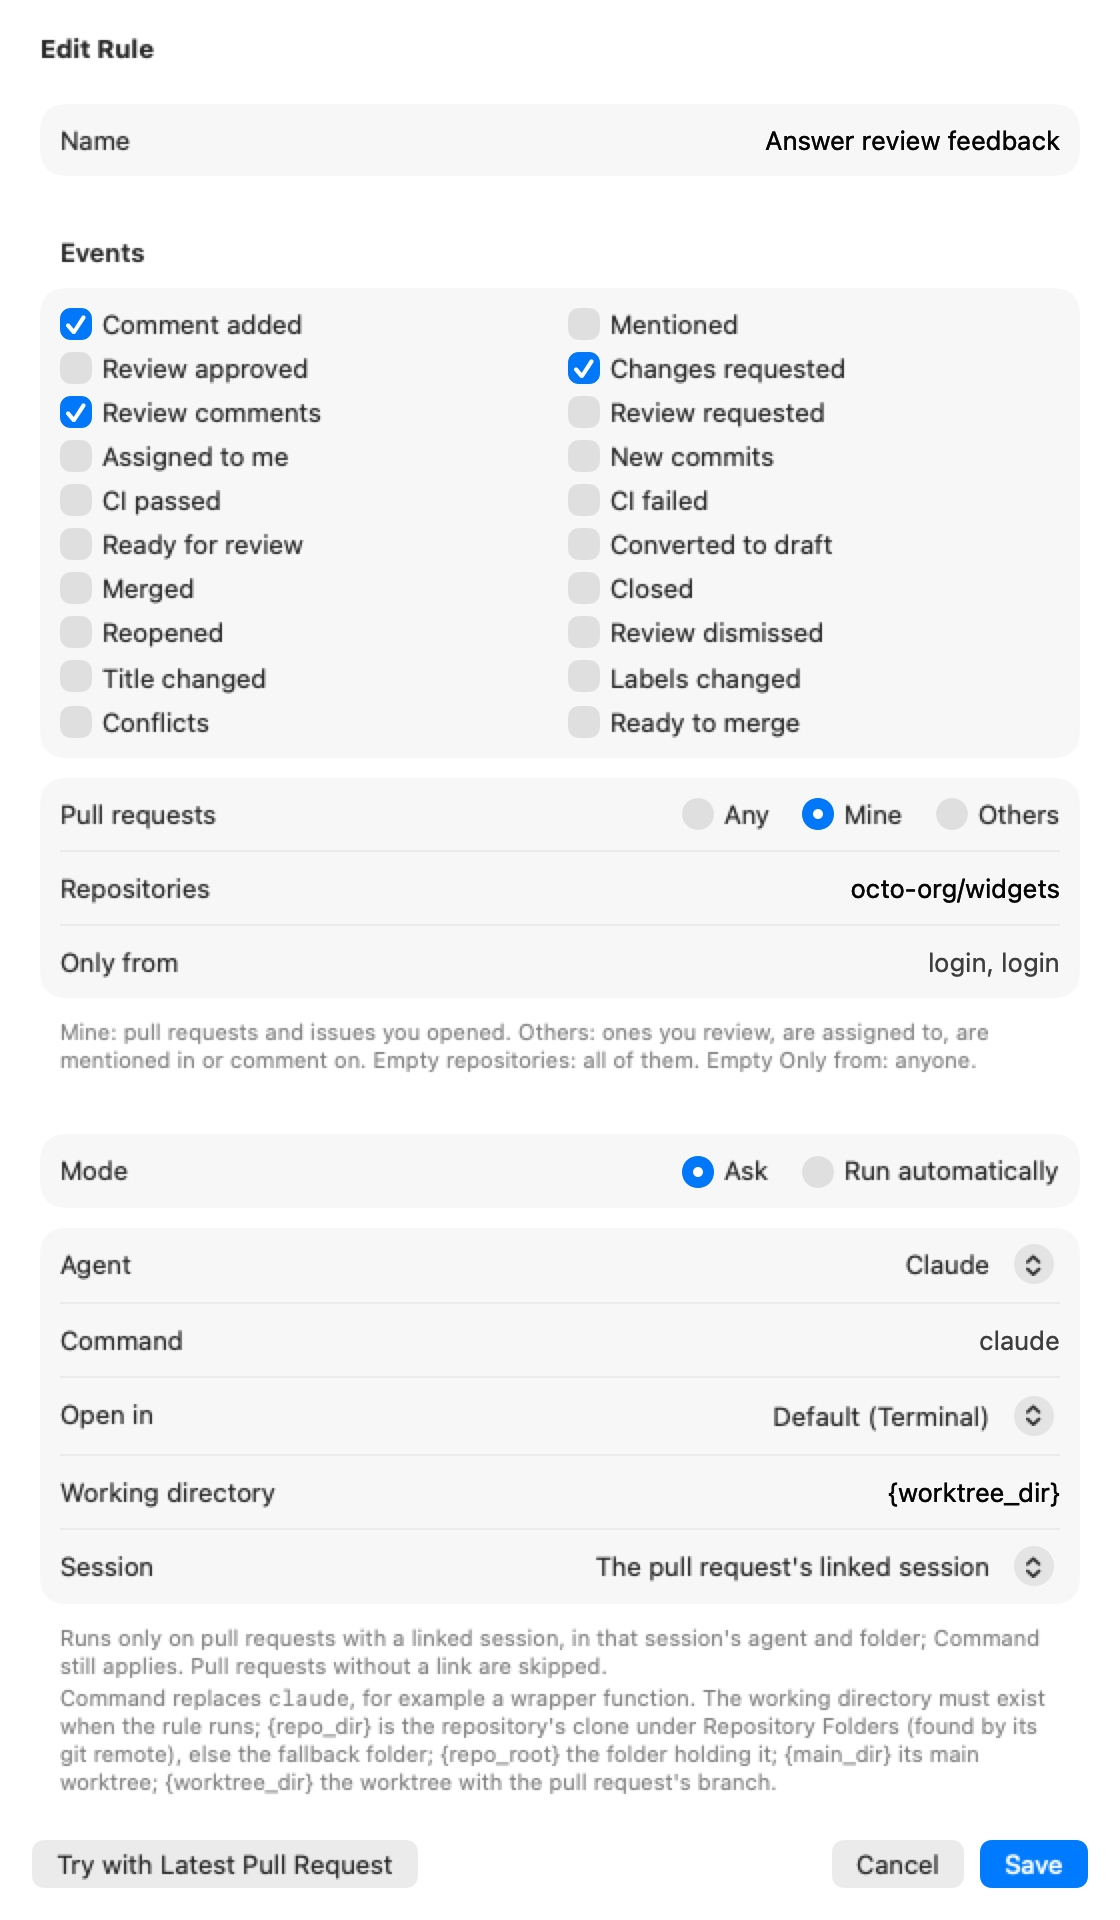 Edit Rule
Name Answer review feedback
Events
Comment added Mentioned
Review approved Changes requested
Review comments Review requested
Assigned to me New commits
CI passed CI failed
Ready for review Converted to draft
Merged Closed
Reopened Review dismissed
Title changed Labels changed
Conflicts Ready to merge
Pull requests Any Mine Others
Repositories octo-org/widgets
Only from login, login
Mine: pull requests and issues you opened. Others: ones you review, are assigned to, are
mentioned in or comment on. Empty repositories: all of them. Empty Only from: anyone.
Mode Ask Run automatically
Agent Claude
Command claude
Open in Default (Terminal)
Working directory {worktree_dir}
Session The pull request's linked session
Runs only on pull requests with a linked session, in that session's agent and folder; Command
still applies. Pull requests without a link are skipped.
Command replaces claude, for example a wrapper function. The working directory must exist
when the rule runs; {repo_dir} is the repository's clone under Repository Folders (found by its
git remote), else the fallback folder; {repo_root} the folder holding it; {main_dir} its main
worktree; {worktree_dir} the worktree with the pull request's branch.
Try with Latest Pull Request Cancel Save